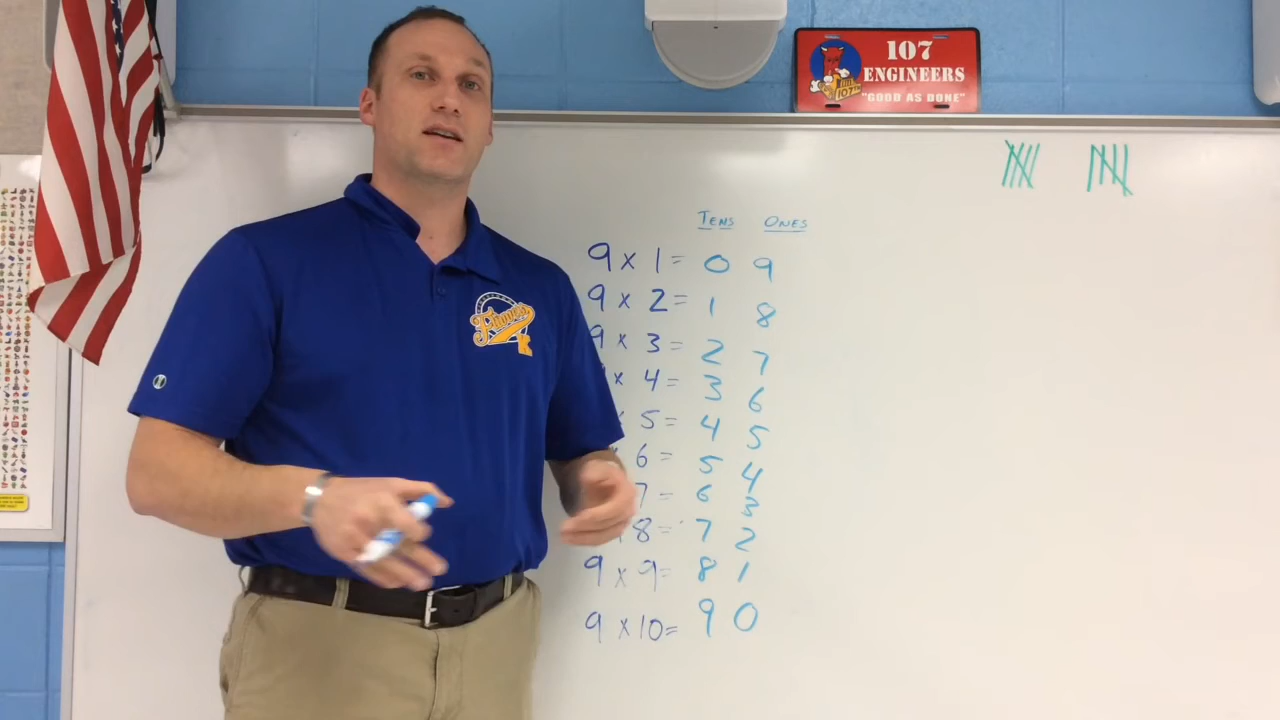 107
ENGINEERS
"GOOD AS DONE"
TENS ONES
9 x 1 = 0 9
9 x 2 = 1 8
9 x 3 = 2 7
x 4 = 3 6
x 5 = 4 5
x 6 = 5 4
7 = 6 3
8 = 7 2
9 x 9 = 8 1
9 x 10 = 9 0